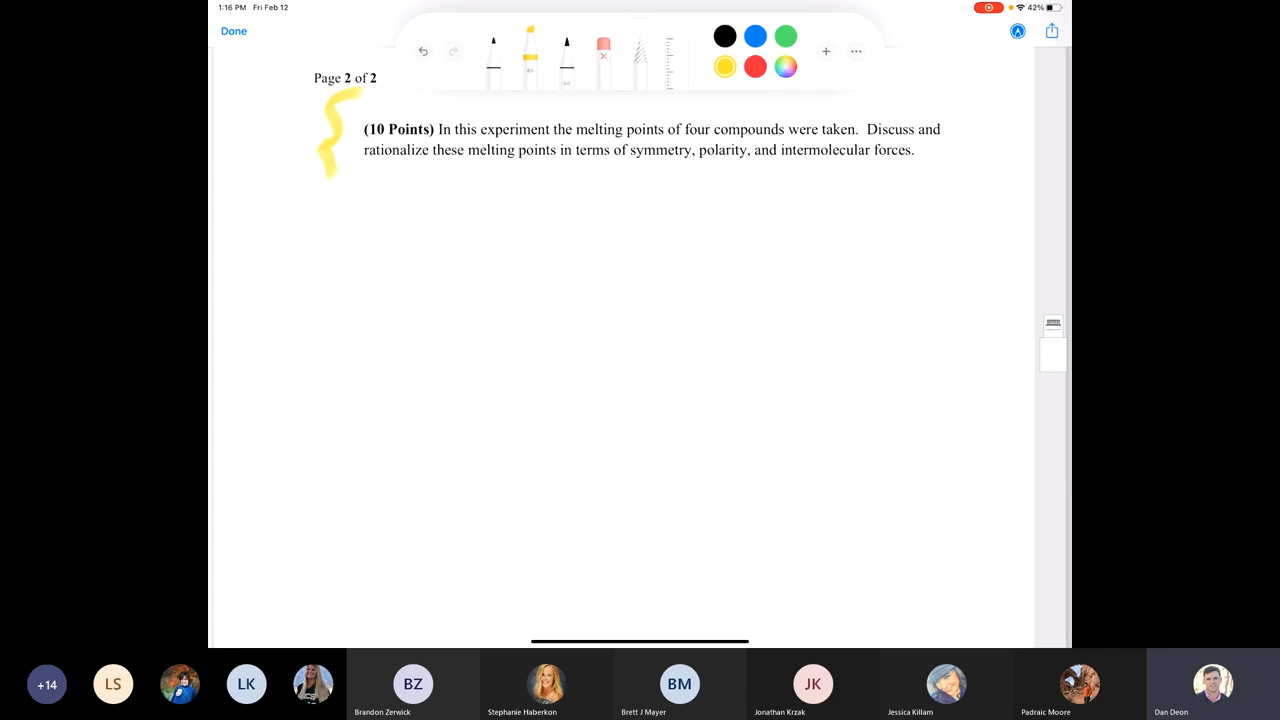 1:16 PM Fri Feb 12
42%
Done
Page 2 of 2
(10 Points) In this experiment the melting points of four compounds were taken. Discuss and
rationalize these melting points in terms of symmetry, polarity, and intermolecular forces.
+14
LS
LK
BZ
BM
JK
Brandon Zerwick
Stephanie Haberkon
Brett J Mayer
Jonathan Krzak
Jessica Killam
Padraic Moore
Dan Deon